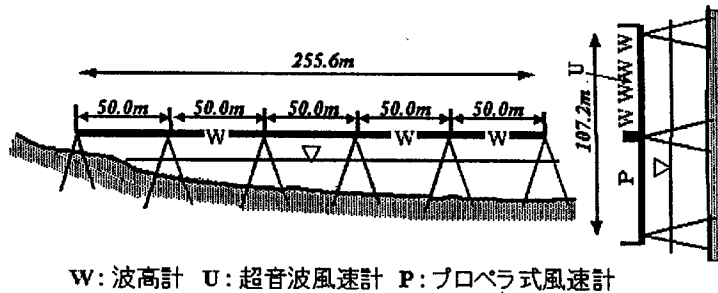 255.6m
50.0m 50.0m 50.0m 50.0m 50.0m
W W W
U
W W W W
107.2m
P
W: 波高計 U: 超音波風速計 P: プロペラ式風速計